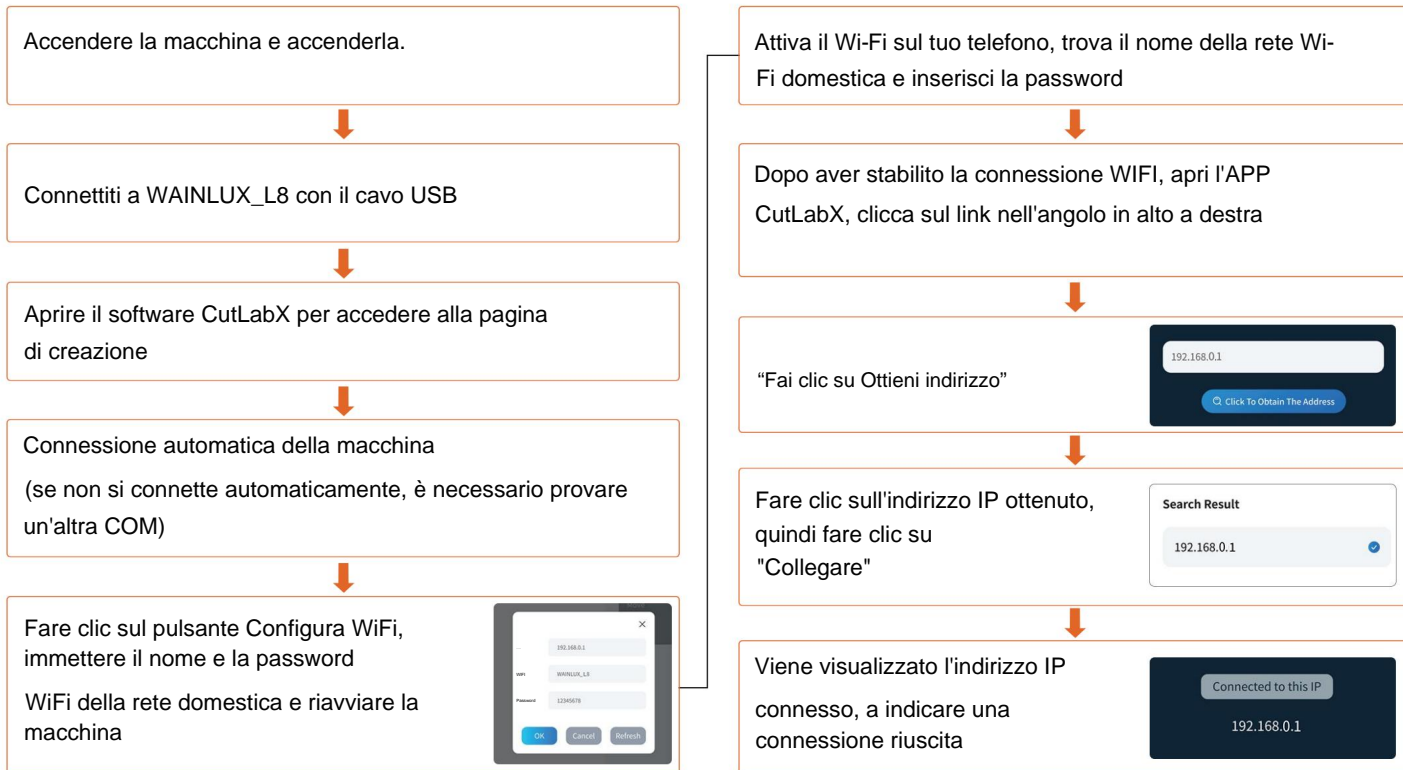 Accendere la macchina e accenderla.
Connettiti a WAINLUX_L8 con il cavo USB
Aprire il software CutLabX per accedere alla pagina
di creazione
Connessione automatica della macchina
(se non si connette automaticamente, è necessario provare
un'altra COM)
Fare clic sul pulsante Configura WiFi,
immettere il nome e la password
WiFi della rete domestica e riavviare la
macchina
192.168.0.1
WIFI
WAINLUX_L8
Password
12345678
OK
Cancel
Refresh
Attiva il Wi-Fi sul tuo telefono, trova il nome della rete Wi-
Fi domestica e inserisci la password
Dopo aver stabilito la connessione WIFI, apri l'APP
CutLabX, clicca sul link nell'angolo in alto a destra
“Fai clic su Ottieni indirizzo”
192.168.0.1
Click To Obtain The Address
Fare clic sull'indirizzo IP ottenuto,
quindi fare clic su
"Collegare"
Search Result
192.168.0.1
Viene visualizzato l'indirizzo IP
connesso, a indicare una
connessione riuscita
Connected to this IP
192.168.0.1